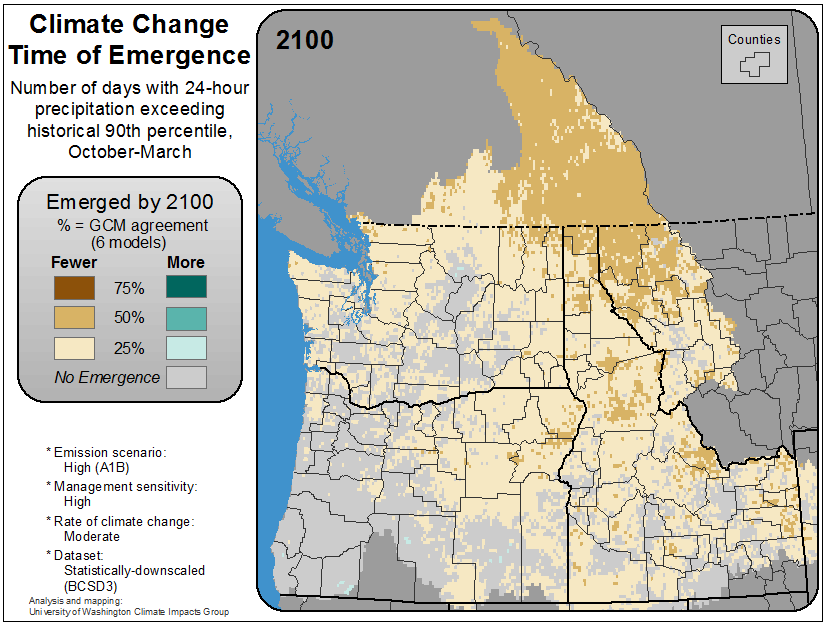 Climate Change
Time of Emergence
Number of days with 24-hour
precipitation exceeding
historical 90th percentile,
October-March
Emerged by 2100
% = GCM agreement
(6 models)
Fewer More
75%
50%
25%
No Emergence
* Emission scenario:
High (A1B)
* Management sensitivity:
High
* Rate of climate change:
Moderate
* Dataset:
Statistically-downscaled
(BCSD3)
Analysis and mapping:
University of Washington Climate Impacts Group
2100
Counties